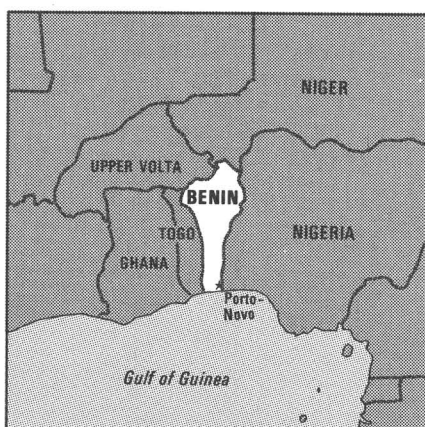 NIGER
UPPER VOLTA
BENIN
TOGO
NIGERIA
GHANA
Porto-
Novo
Gulf of Guinea